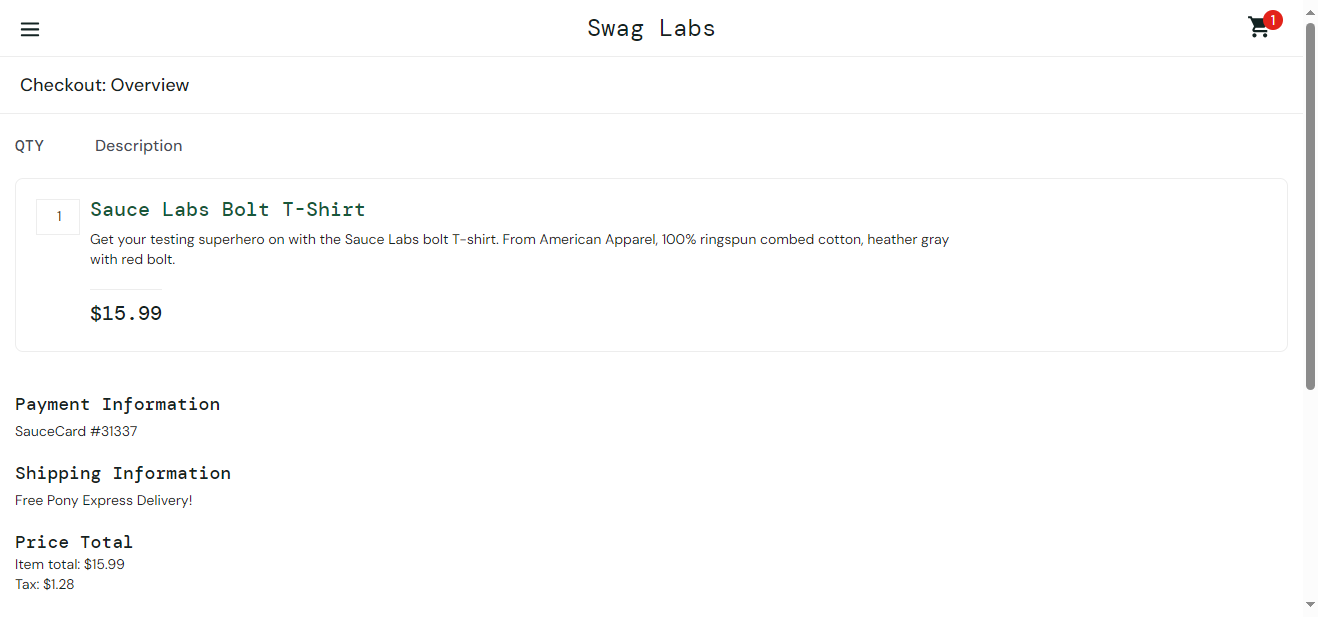 Swag Labs
1
Checkout: Overview
QTY Description
1
Sauce Labs Bolt T-Shirt
Get your testing superhero on with the Sauce Labs bolt T-shirt. From American Apparel, 100% ringspun combed cotton, heather gray
with red bolt.
$15.99
Payment Information
SauceCard #31337
Shipping Information
Free Pony Express Delivery!
Price Total
Item total: $15.99
Tax: $1.28